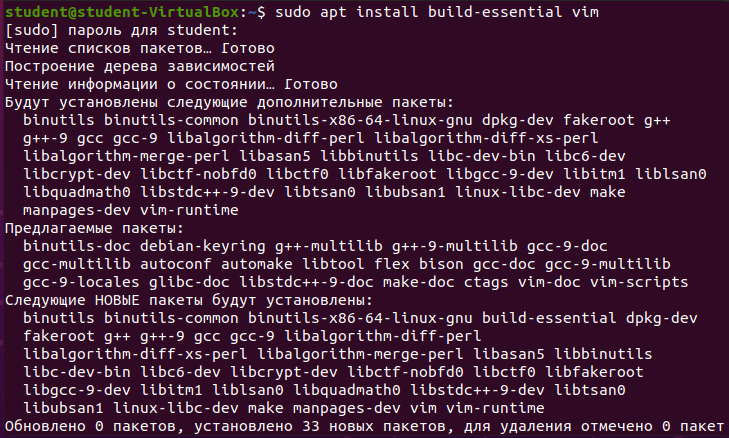 student@student-VirtualBox:~$ sudo apt install build-essential vim
[sudo] пароль для student:
Чтение списков пакетов… Готово
Построение дерева зависимостей
Чтение информации о состоянии… Готово
Будут установлены следующие дополнительные пакеты:
binutils binutils-common binutils-x86-64-linux-gnu dpkg-dev fakeroot g++
g++-9 gcc gcc-9 libalgorithm-diff-perl libalgorithm-diff-xs-perl
libalgorithm-merge-perl libasan5 libbinutils libc-dev-bin libc6-dev
libcrypt-dev libctf-nobfd0 libctf0 libfakeroot libgcc-9-dev libitm1 liblsan0
libquadmath0 libstdc++-9-dev libtsan0 libubsan1 linux-libc-dev make
manpages-dev vim-runtime
Предлагаемые пакеты:
binutils-doc debian-keyring g++-multilib g++-9-multilib gcc-9-doc
gcc-multilib autoconf automake libtool flex bison gcc-doc gcc-9-multilib
gcc-9-locales glibc-doc libstdc++-9-doc make-doc ctags vim-doc vim-scripts
Следующие НОВЫЕ пакеты будут установлены:
binutils binutils-common binutils-x86-64-linux-gnu build-essential dpkg-dev
fakeroot g++ g++-9 gcc gcc-9 libalgorithm-diff-perl
libalgorithm-diff-xs-perl libalgorithm-merge-perl libasan5 libbinutils
libc-dev-bin libc6-dev libcrypt-dev libctf-nobfd0 libctf0 libfakeroot
libgcc-9-dev libitm1 liblsan0 libquadmath0 libstdc++-9-dev libtsan0
libubsan1 linux-libc-dev make manpages-dev vim vim-runtime
Обновлено 0 пакетов, установлено 33 новых пакетов, для удаления отмечено 0 пакет